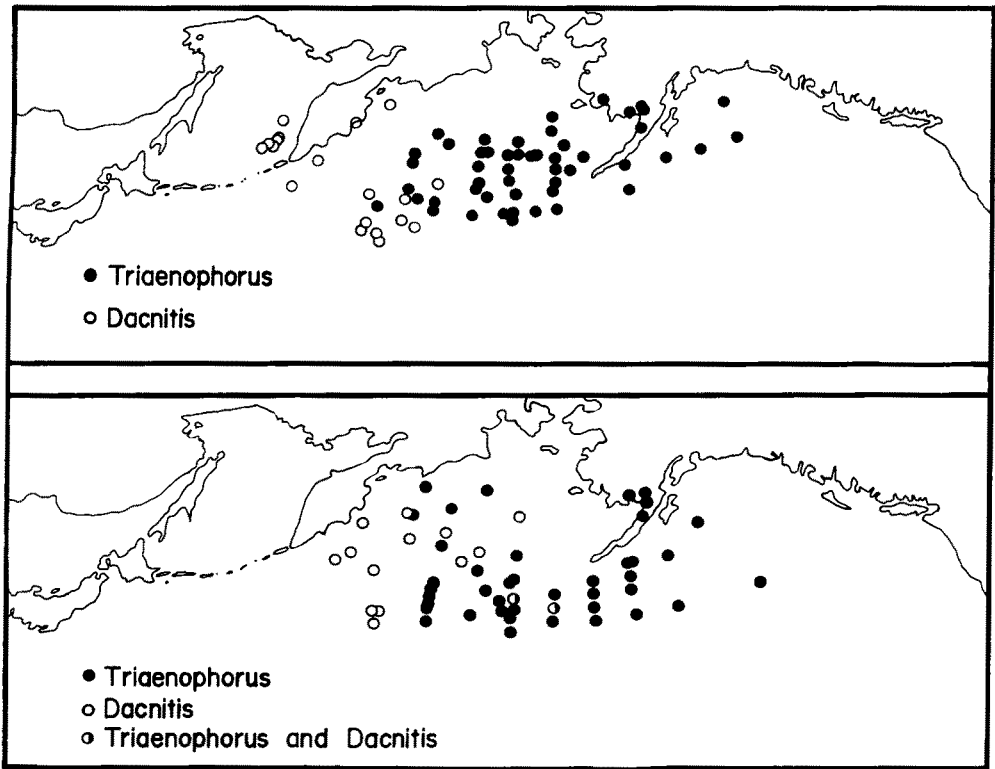 Triaenophorus
Dacnitis
Triaenophorus
Dacnitis
Triaenophorus and Dacnitis